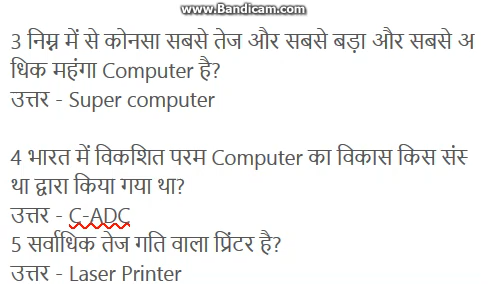 www.Bandicam.com
3 निम्न में से कोनसा सबसे तेज और सबसे बड़ा और सबसे अ
धिक महंगा Computer है?
उत्तर - Super computer
4 भारत में विकशित परम Computer का विकास किस संस्
था द्वारा किया गया था?
उत्तर - C-ADC
5 सर्वाधिक तेज गति वाला प्रिंटर है?
उत्तर - Laser Printer